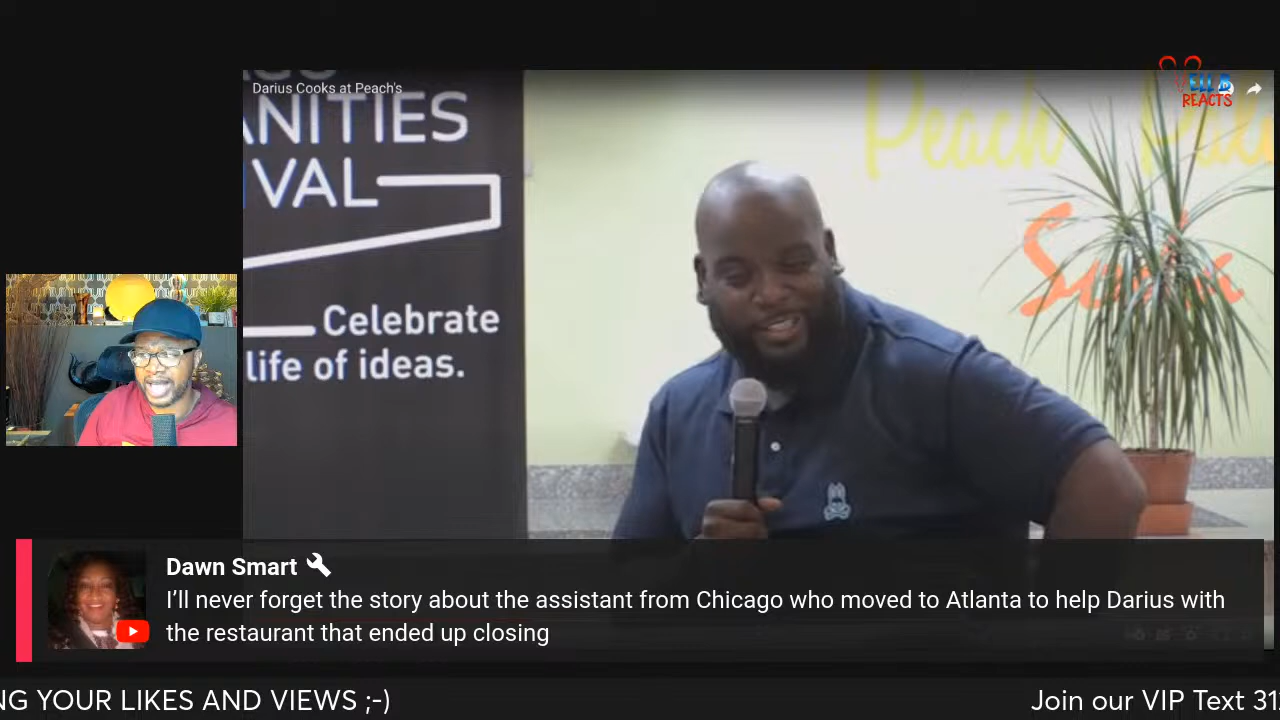 Darius Cooks at Peach's
ANITIES
VAL
Celebrate
life of ideas.
Peach
REACTS
Dawn Smart
I’ll never forget the story about the assistant from Chicago who moved to Atlanta to help Darius with
the restaurant that ended up closing
NG YOUR LIKES AND VIEWS ;-)
Join our VIP Text 31